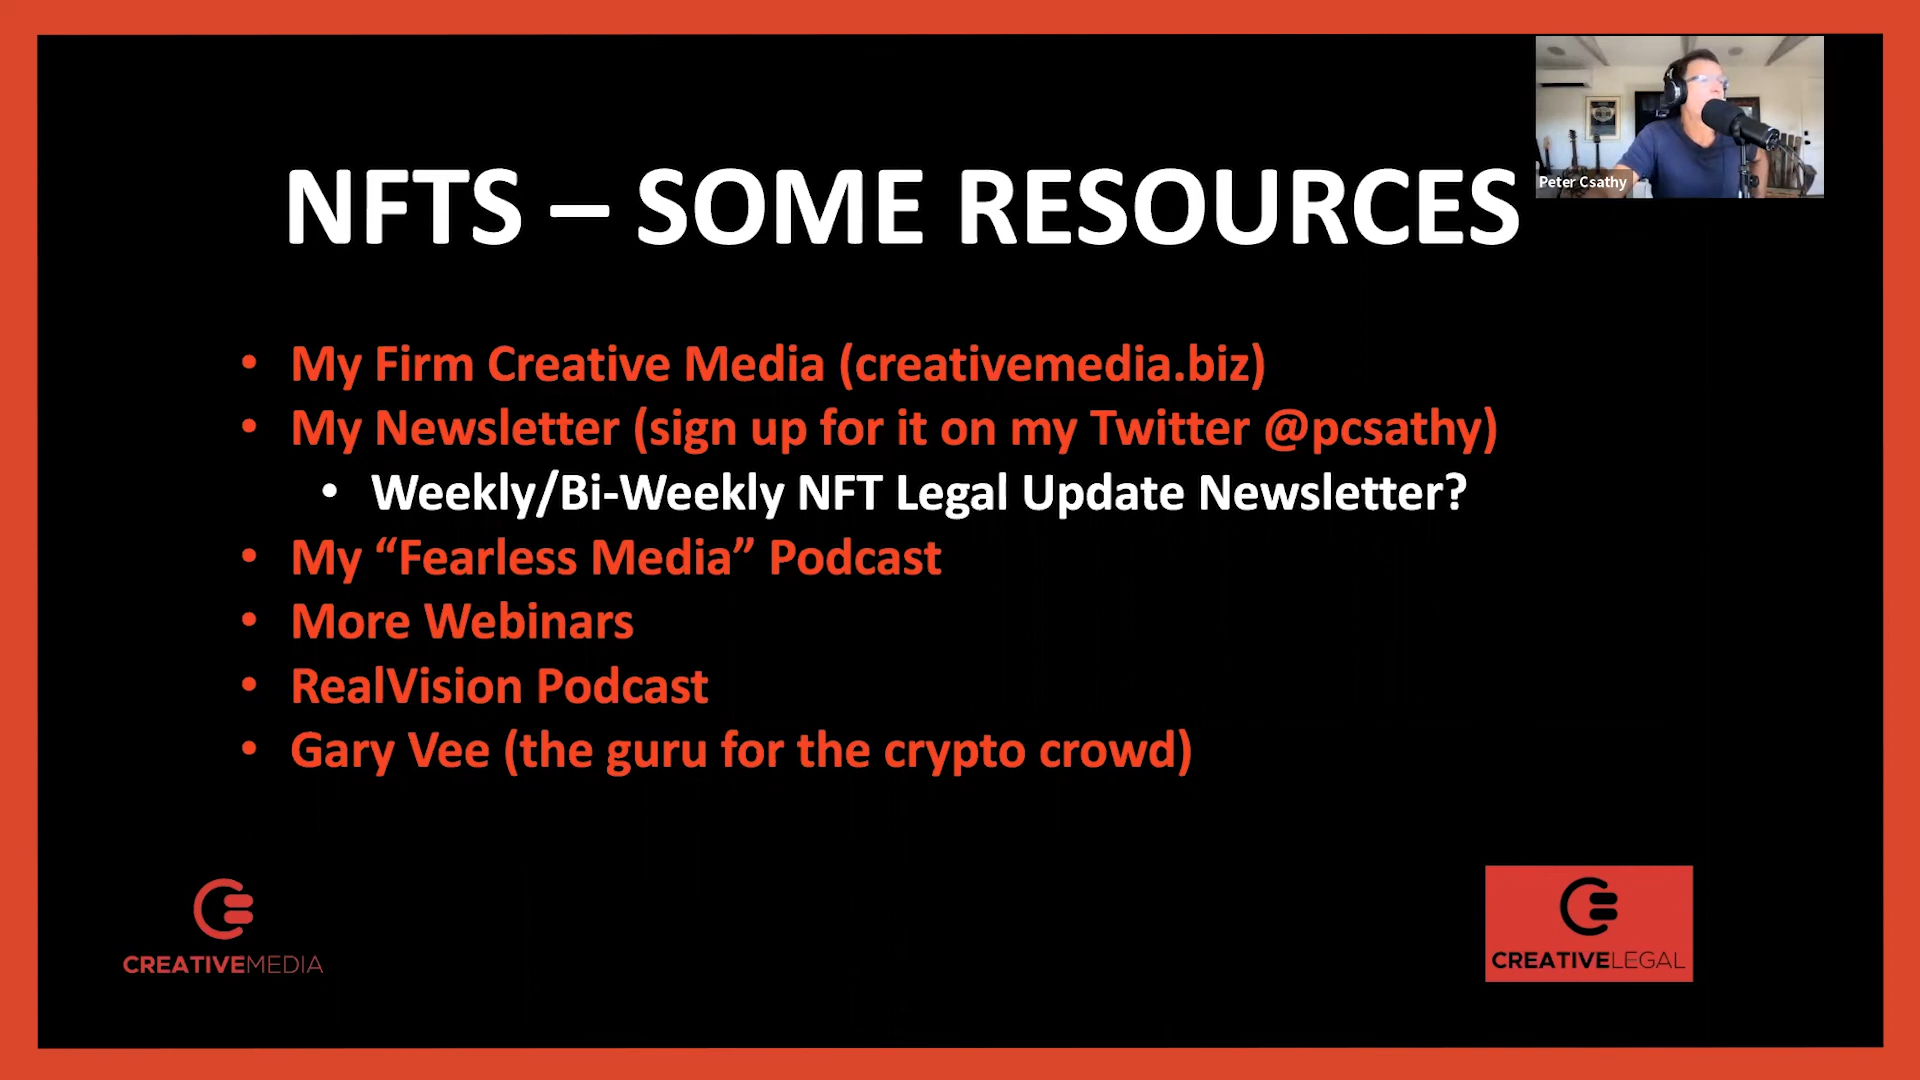 NFTS – SOME RESOURCES
Peter Csathy
• My Firm Creative Media (creativemedia.biz)
• My Newsletter (sign up for it on my Twitter @pcsathy)
• Weekly/Bi-Weekly NFT Legal Update Newsletter?
• My “Fearless Media” Podcast
• More Webinars
• RealVision Podcast
• Gary Vee (the guru for the crypto crowd)
CREATIVEMEDIA
CREATIVELEGAL